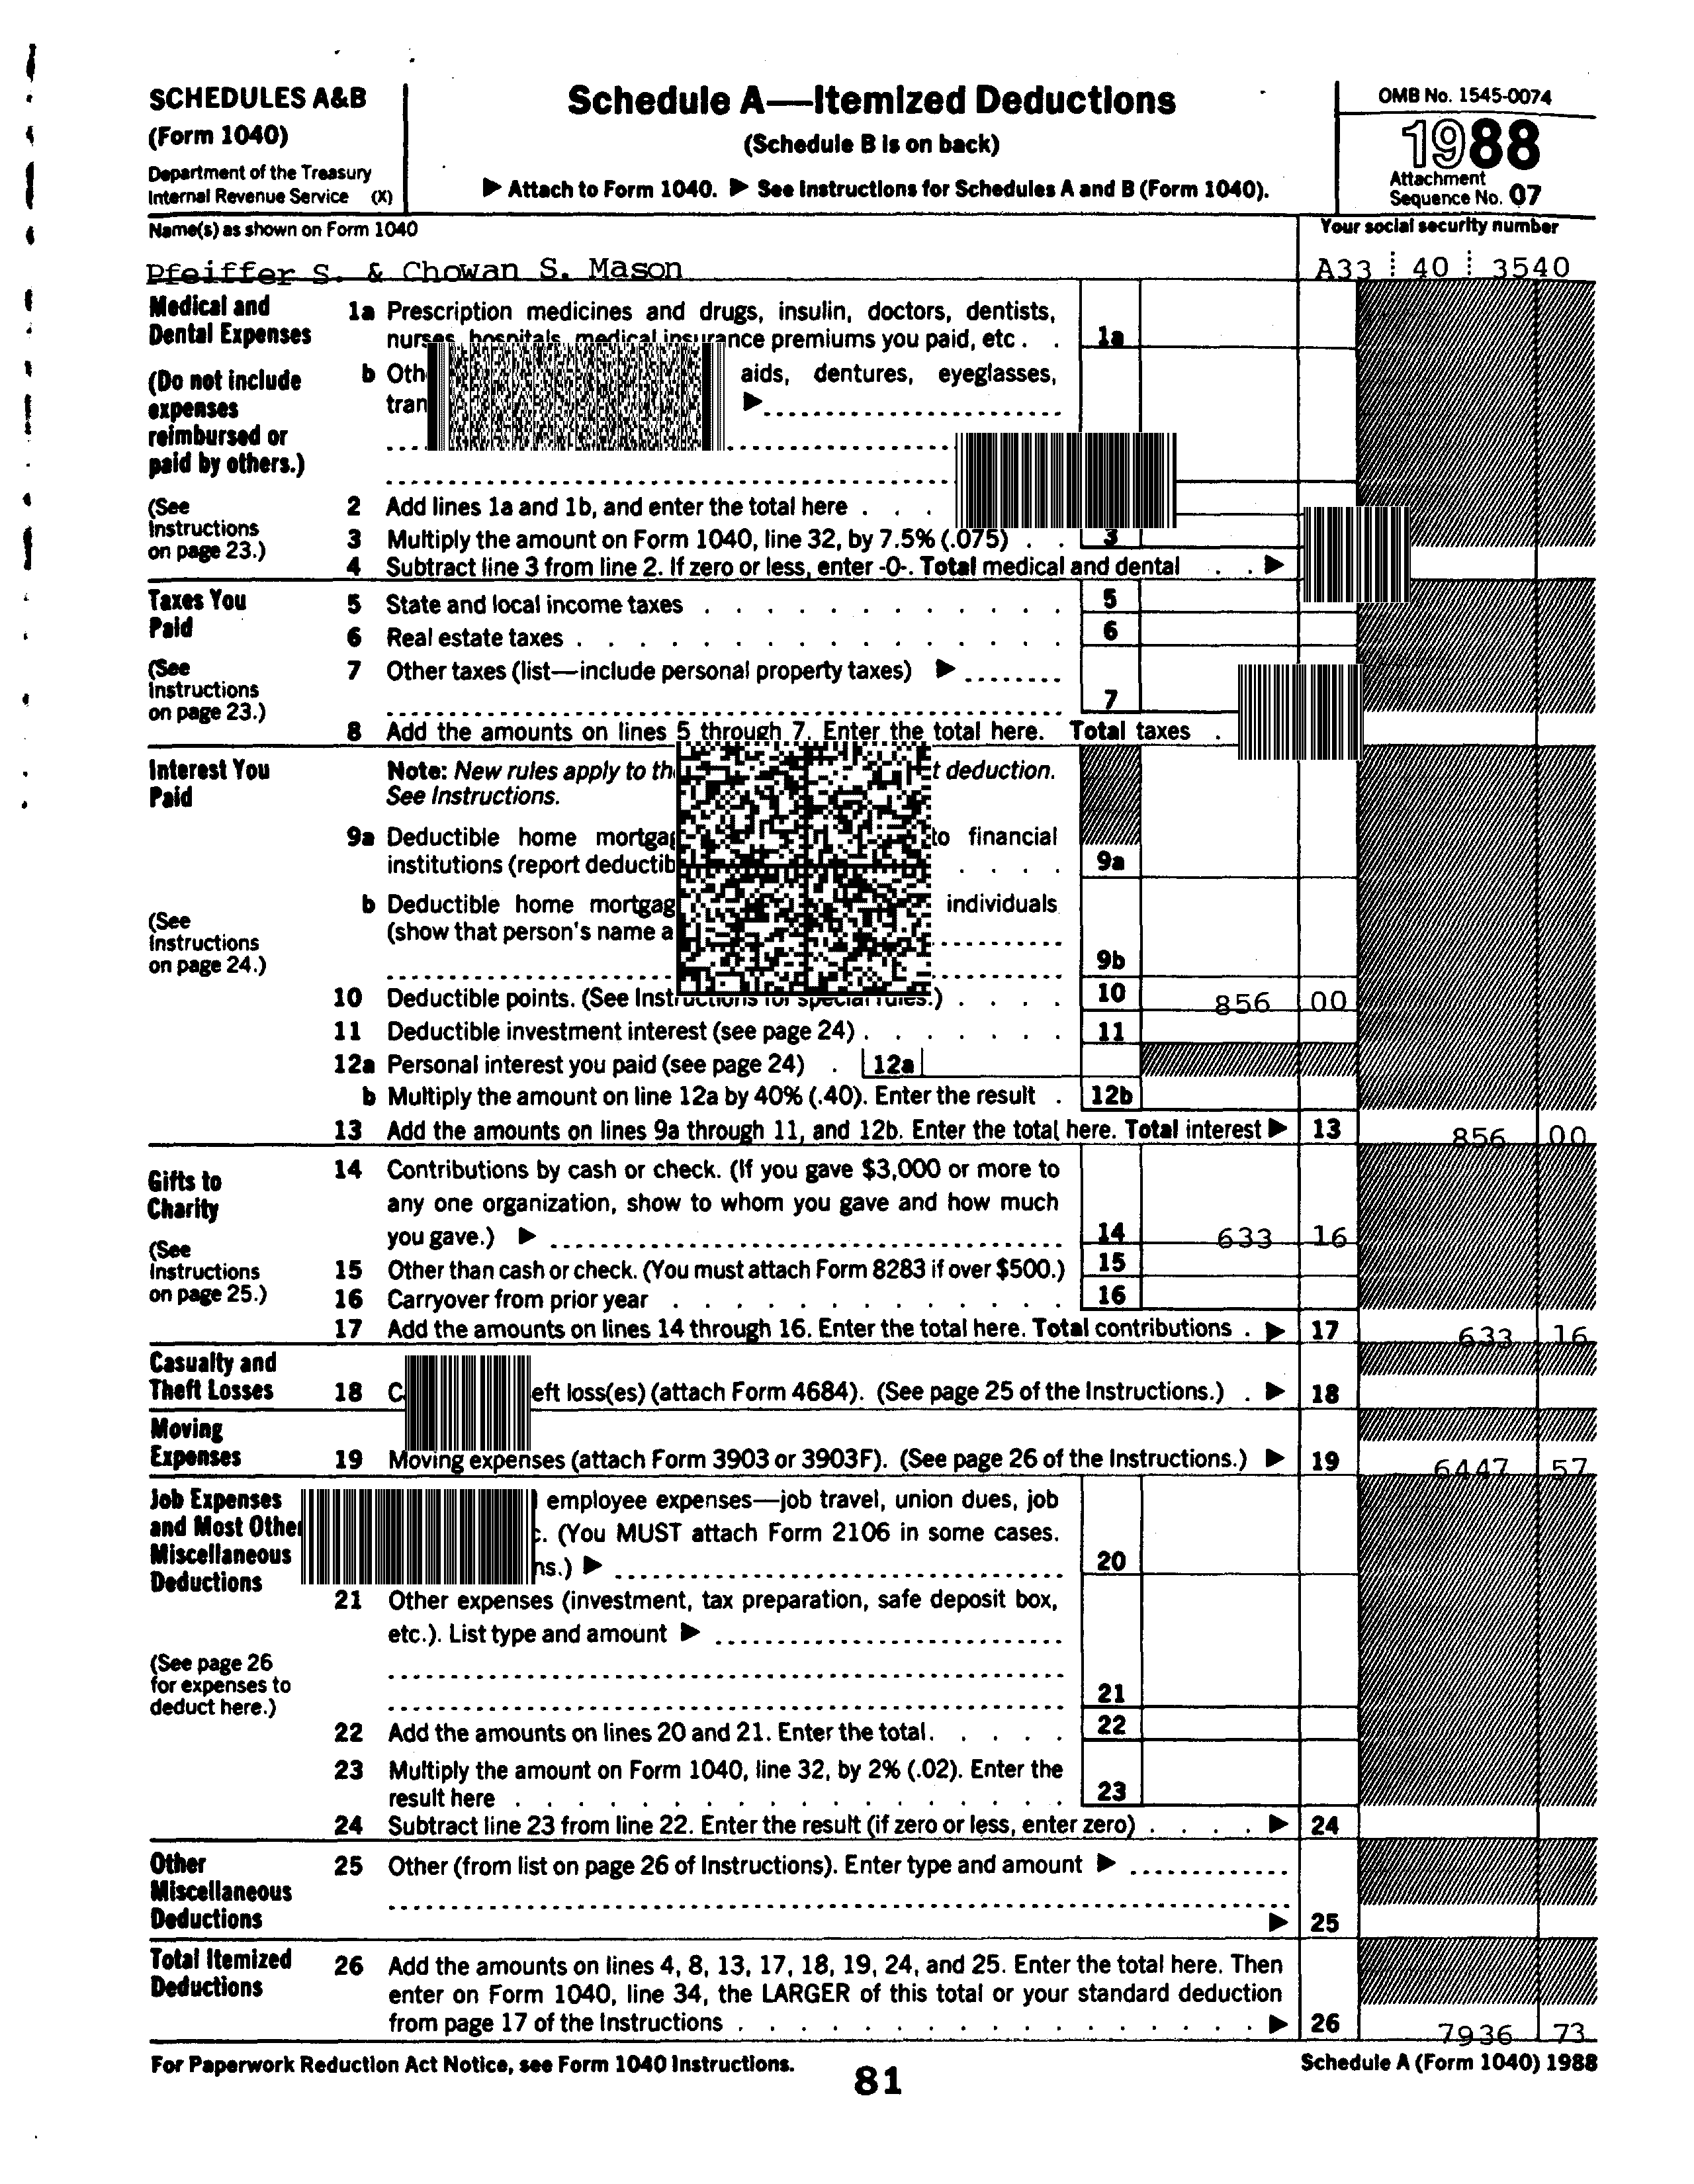 SCHEDULES A&B
(Form 1040)
Department of the Treasury
Internal Revenue Service (X)
Schedule A—Itemized Deductions
(Schedule B is on back)
▶ Attach to Form 1040. ▶ See Instructions for Schedules A and B (Form 1040).
OMB No. 1545-0074
1988
Attachment
Sequence No. 07
Name(s) as shown on Form 1040
Your social security number
Pfeiffer S. & Chowan S. Mason
A33 40 3540
Medical and
Dental Expenses
(Do not include
expenses
reimbursed or
paid by others.)
(See
Instructions
on page 23.)
1a Prescription medicines and drugs, insulin, doctors, dentists,
nurses, hospitals, medical insurance premiums you paid, etc . . 1a
b aids, dentures, eyeglasses,
▶
2 Add lines 1a and 1b, and enter the total here . . .
3 Multiply the amount on Form 1040, line 32, by 7.5% (.075) . . 3
4 Subtract line 3 from line 2. If zero or less, enter -0-. Total medical and dental . . ▶
Taxes You
Paid
(See
Instructions
on page 23.)
5 State and local income taxes . . . . . . . . . . . . 5
6 Real estate taxes . . . . . . . . . . . . . . . 6
7 Other taxes (list—include personal property taxes) ▶
7
8 Add the amounts on lines 5 through 7. Enter the total here. Total taxes .
Interest You
Paid
(See
Instructions
on page 24.)
Note: New rules apply to deduction.
See Instructions.
9a Deductible home to financial
institutions (report . . . . 9a
b Deductible home individuals
(show that person's name
9b
10 Deductible points. (See Instructions for special rules.) . . . . 10 856 00
11 Deductible investment interest (see page 24) . . . . . . . 11
12a Personal interest you paid (see page 24) . 12a
b Multiply the amount on line 12a by 40% (.40). Enter the result . 12b
13 Add the amounts on lines 9a through 11, and 12b. Enter the total here. Total interest ▶ 13 856 00
Gifts to
Charity
(See
Instructions
on page 25.)
14 Contributions by cash or check. (If you gave $3,000 or more to
any one organization, show to whom you gave and how much
you gave.) ▶ 14 633 16
15 Other than cash or check. (You must attach Form 8283 if over $500.) 15
16 Carryover from prior year . . . . . . . . . . . . . 16
17 Add the amounts on lines 14 through 16. Enter the total here. Total contributions . ▶ 17 633 16
Casualty and
Theft Losses
18 loss(es) (attach Form 4684). (See page 25 of the Instructions.) . ▶ 18
Moving
Expenses
19 Moving expenses (attach Form 3903 or 3903F). (See page 26 of the Instructions.) ▶ 19 6447 57
Job Expenses
and Most Other
Miscellaneous
Deductions
(See page 26
for expenses to
deduct here.)
employee expenses—job travel, union dues, job
(You MUST attach Form 2106 in some cases.
▶ 20
21 Other expenses (investment, tax preparation, safe deposit box,
etc.). List type and amount ▶
21
22 Add the amounts on lines 20 and 21. Enter the total. . . . . 22
23 Multiply the amount on Form 1040, line 32, by 2% (.02). Enter the
result here . . . . . . . . . . . . . . . . . 23
24 Subtract line 23 from line 22. Enter the result (if zero or less, enter zero) . . . . ▶ 24
Other
Miscellaneous
Deductions
25 Other (from list on page 26 of Instructions). Enter type and amount ▶
▶ 25
Total Itemized
Deductions
26 Add the amounts on lines 4, 8, 13, 17, 18, 19, 24, and 25. Enter the total here. Then
enter on Form 1040, line 34, the LARGER of this total or your standard deduction
from page 17 of the Instructions . . . . . . . . . . . . . . . . . ▶ 26 7936 73
For Paperwork Reduction Act Notice, see Form 1040 Instructions.
81
Schedule A (Form 1040) 1988